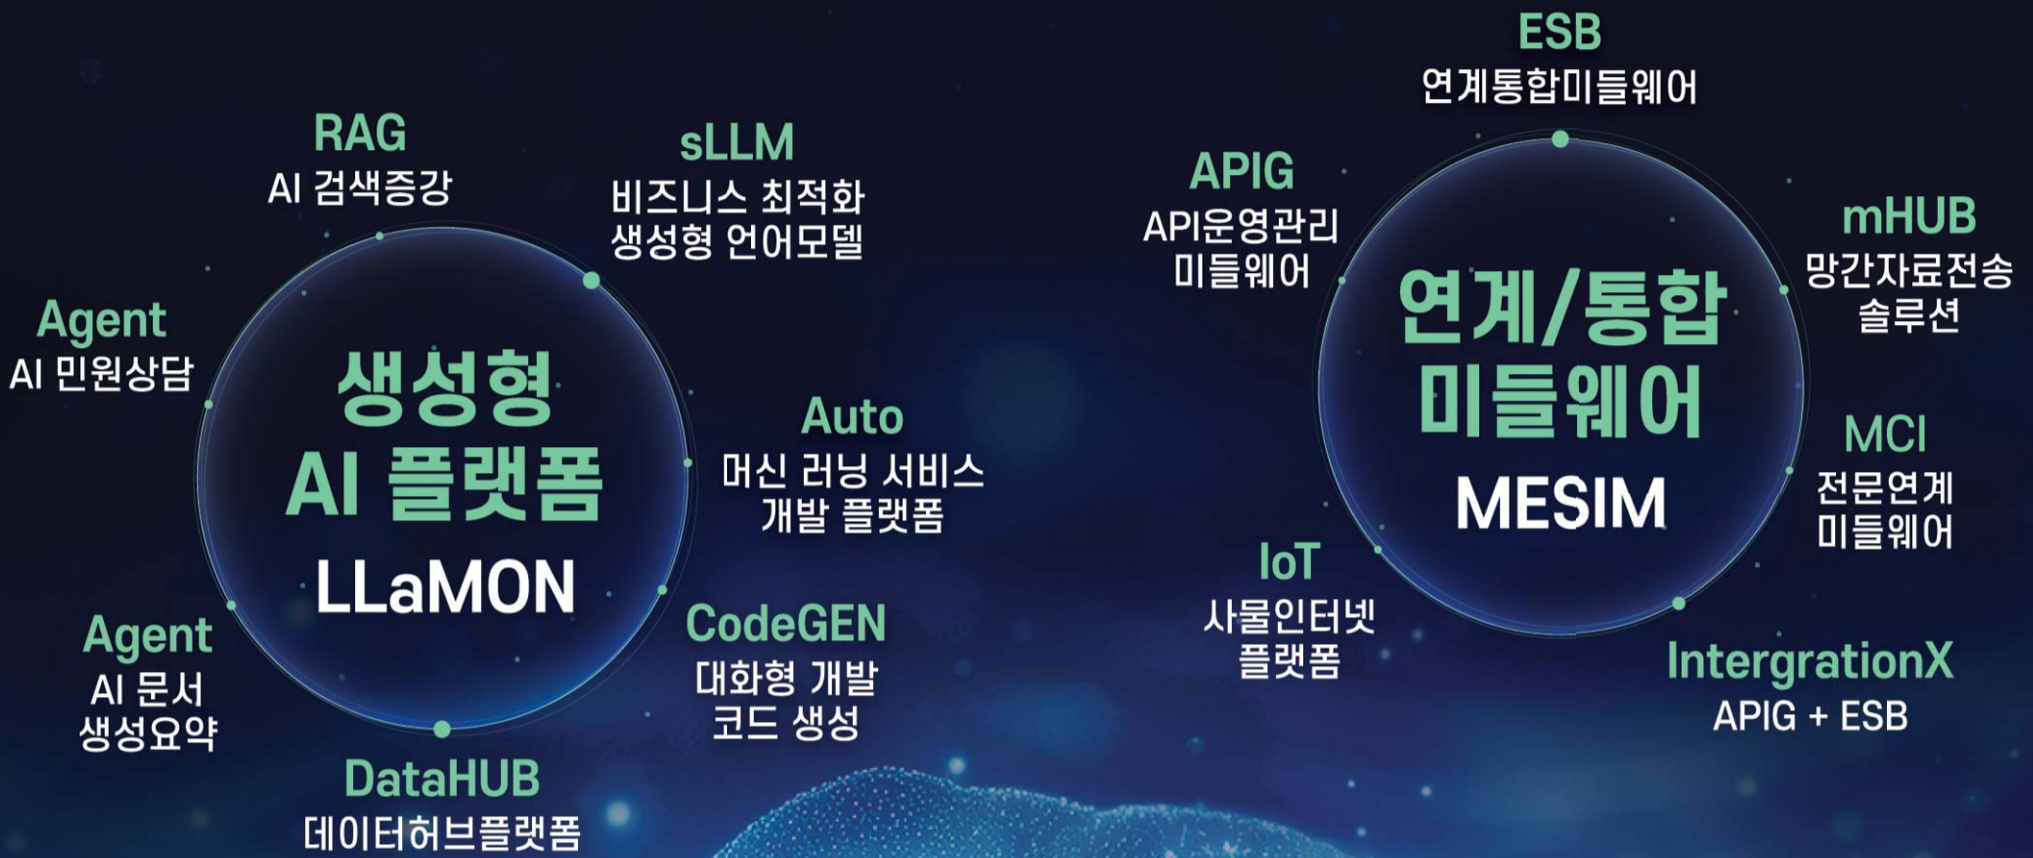 RAG
AI 검색증강
sLLM
비즈니스 최적화
생성형 언어모델
Agent
AI 민원상담
생성형
AI 플랫폼
LLaMON
Auto
머신 러닝 서비스
개발 플랫폼
Agent
AI 문서
생성요약
CodeGEN
대화형 개발
코드 생성
DataHUB
데이터허브플랫폼
ESB
연계통합미들웨어
APIG
API운영관리
미들웨어
mHUB
망간자료전송
솔루션
연계/통합
미들웨어
MESIM
MCI
전문연계
미들웨어
IoT
사물인터넷
플랫폼
IntergrationX
APIG + ESB